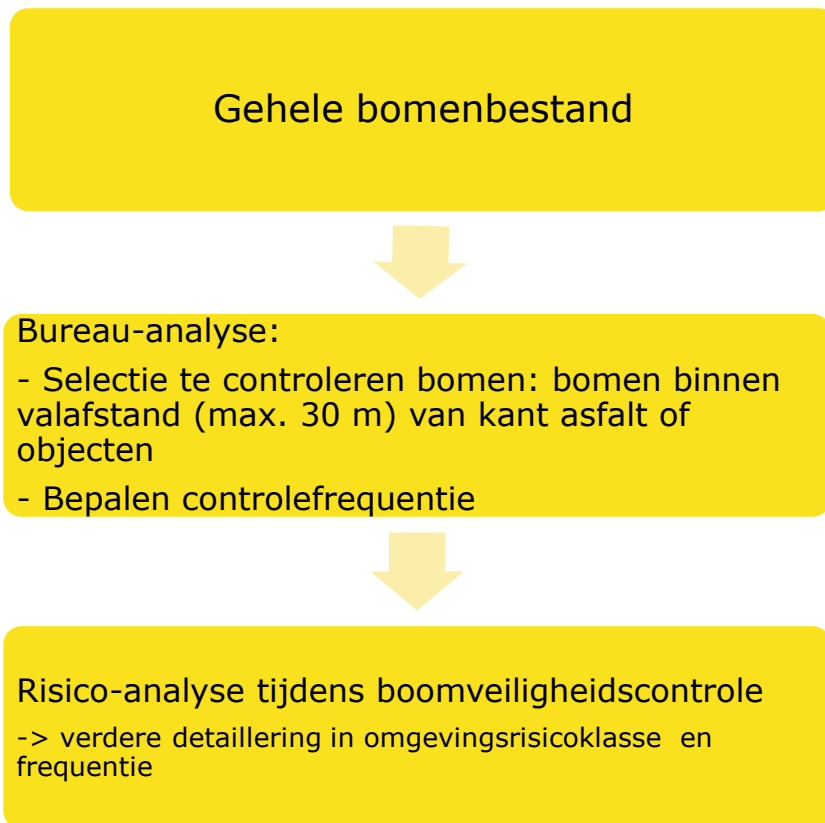 Gehele bomenbestand
Bureau-analyse:
- Selectie te controleren bomen: bomen binnen
valafstand (max. 30 m) van kant asfalt of
objecten
- Bepalen controlefrequentie
Risico-analyse tijdens boomveiligheidscontrole
-> verdere detaillering in omgevingsrisicoklasse en
frequentie